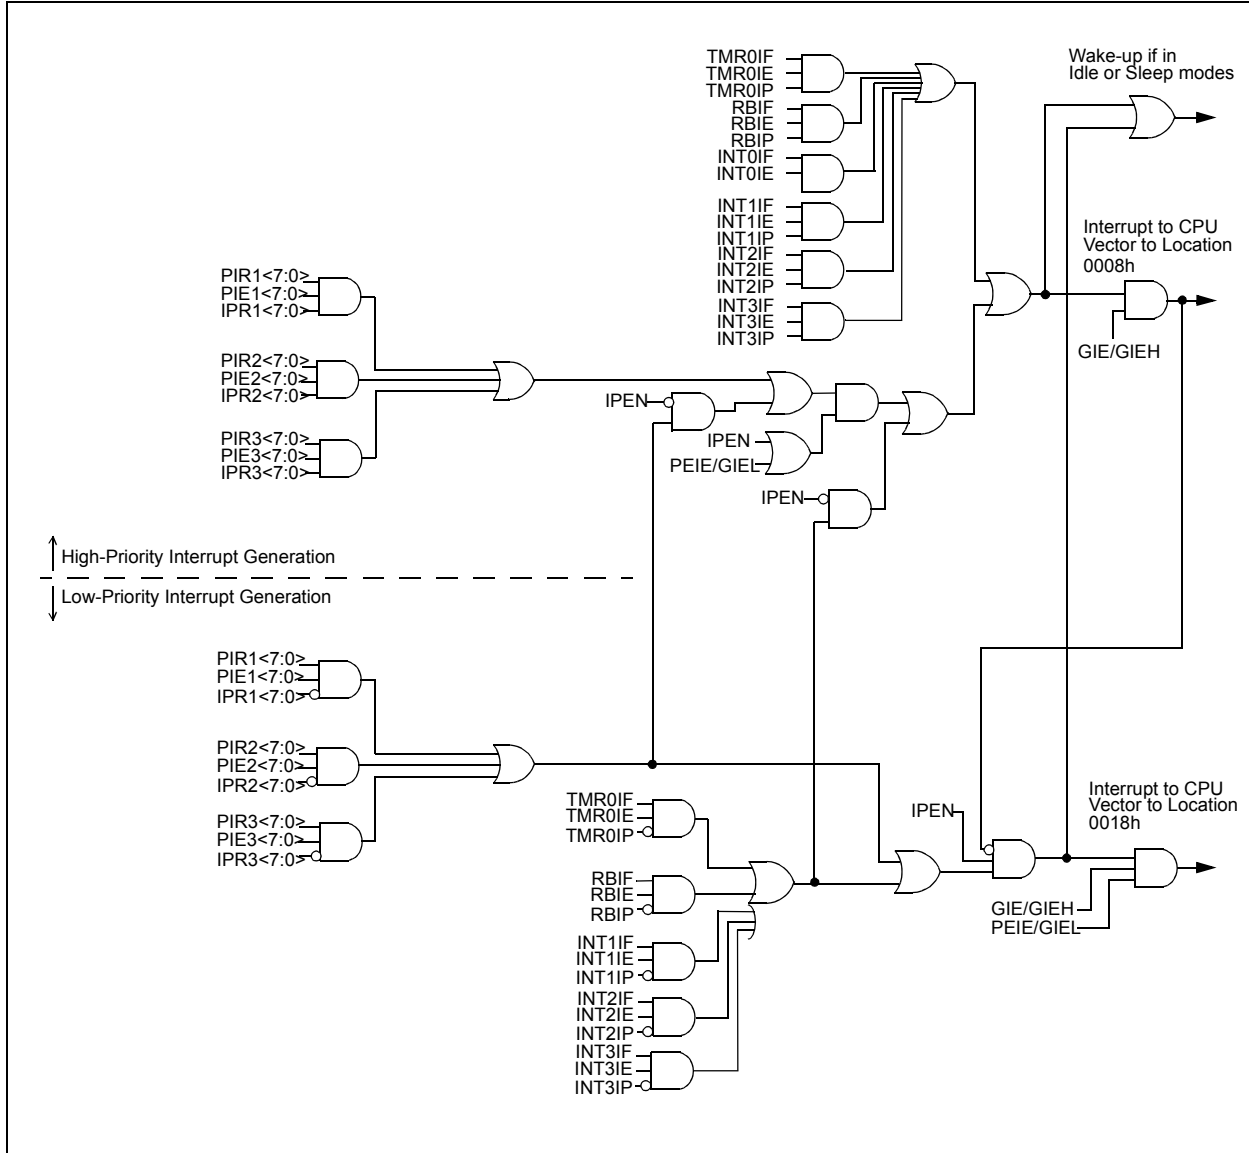 TMR0IF
TMR0IE
TMR0IP
RBIF
RBIE
RBIP
INT0IF
INT0IE
INT1IF
INT1IE
INT1IP
INT2IF
INT2IE
INT2IP
INT3IF
INT3IE
INT3IP
Wake-up if in
Idle or Sleep modes
Interrupt to CPU
Vector to Location
0008h
GIE/GIEH
PIR1<7:0>
PIE1<7:0>
IPR1<7:0>
PIR2<7:0>
PIE2<7:0>
IPR2<7:0>
PIR3<7:0>
PIE3<7:0>
IPR3<7:0>
IPEN
IPEN
PEIE/GIEL
IPEN
High-Priority Interrupt Generation
Low-Priority Interrupt Generation
PIR1<7:0>
PIE1<7:0>
IPR1<7:0>
PIR2<7:0>
PIE2<7:0>
IPR2<7:0>
PIR3<7:0>
PIE3<7:0>
IPR3<7:0>
TMR0IF
TMR0IE
TMR0IP
RBIF
RBIE
RBIP
INT1IF
INT1IE
INT1IP
INT2IF
INT2IE
INT2IP
INT3IF
INT3IE
INT3IP
IPEN
Interrupt to CPU
Vector to Location
0018h
GIE/GIEH
PEIE/GIEL